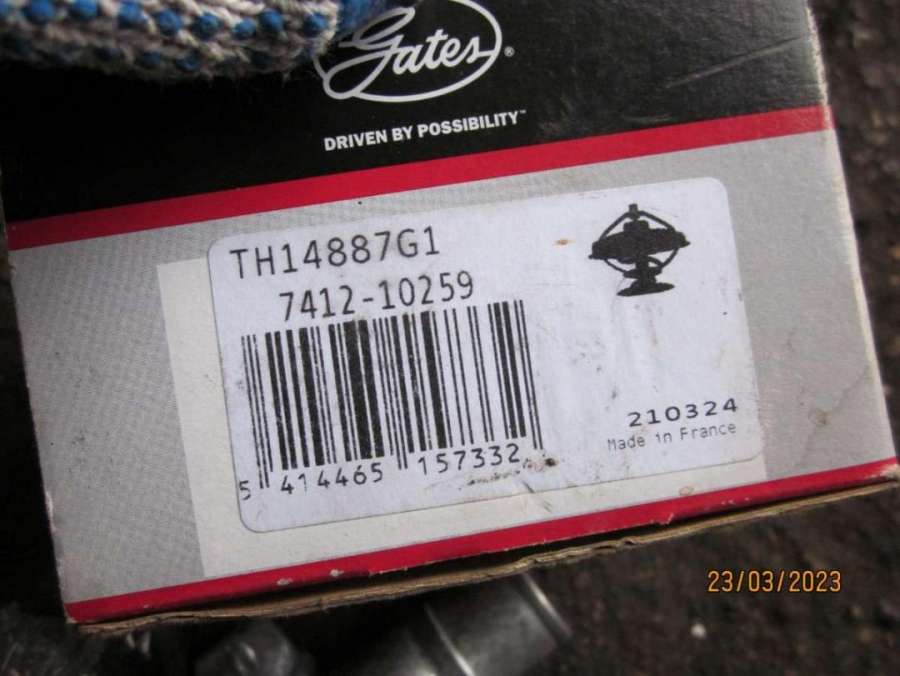 Gates®
DRIVEN BY POSSIBILITY™
TH14887G1
7412-10259
5 414465 157332
210324
Made in France
23/03/2023